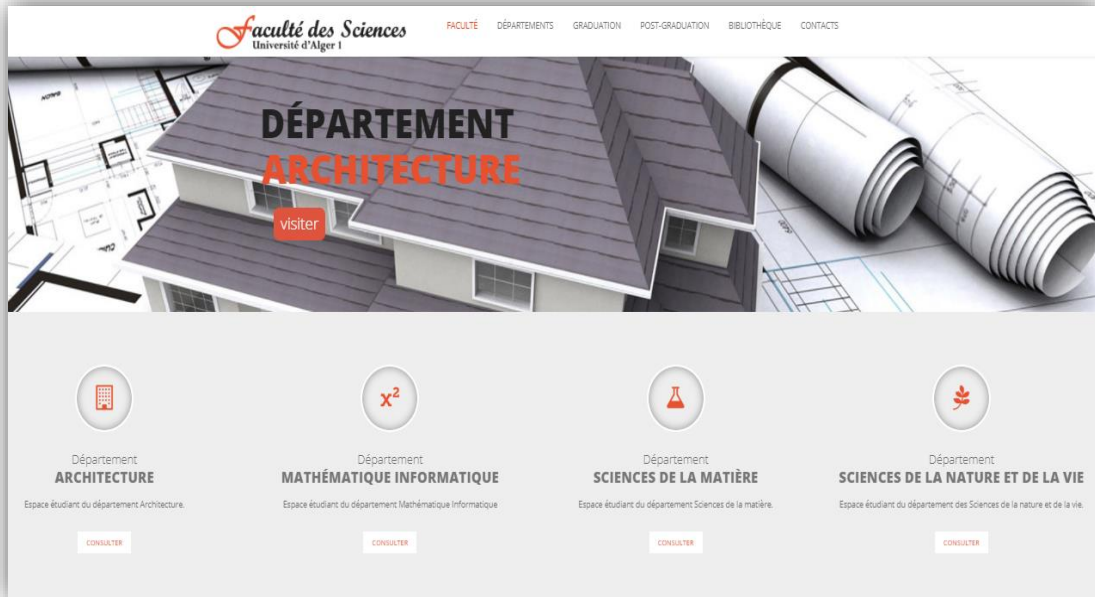 Faculté des Sciences
Université d'Alger 1
FACULTÉ
DÉPARTEMENTS
GRADUATION
POST-GRADUATION
BIBLIOTHÈQUE
CONTACTS
DÉPARTEMENT
ARCHITECTURE
visiter
x²
Département
ARCHITECTURE
Espace étudiant du département Architecture.
CONSULTER
Département
MATHÉMATIQUE INFORMATIQUE
Espace étudiant du département Mathématique Informatique
CONSULTER
Département
SCIENCES DE LA MATIÈRE
Espace étudiant du département Sciences de la matière.
CONSULTER
Département
SCIENCES DE LA NATURE ET DE LA VIE
Espace étudiant du département des Sciences de la nature et de la vie.
CONSULTER